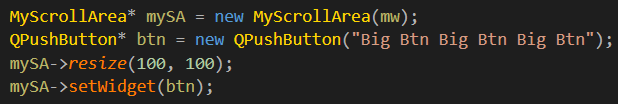 MyScrollArea* mySA = new MyScrollArea(mw);
QPushButton* btn = new QPushButton("Big Btn Big Btn Big Btn");
mySA->resize(100, 100);
mySA->setWidget(btn);